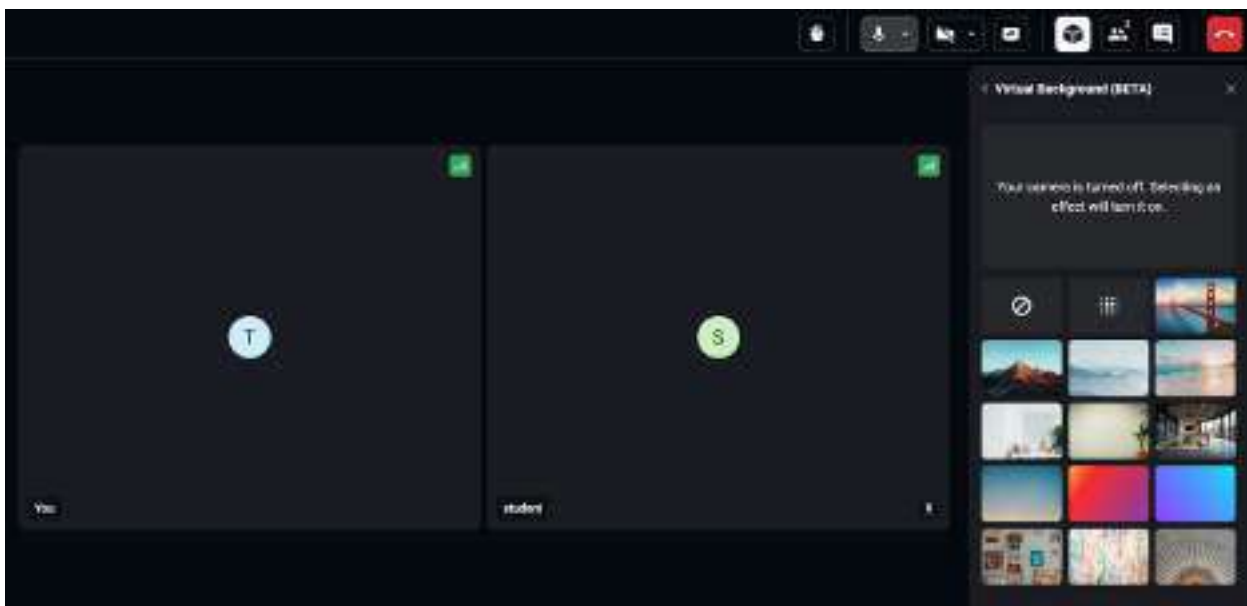 Virtual Background (BETA)
Your camera is turned off. Selecting an
effect will turn it on.
T
S
You
student